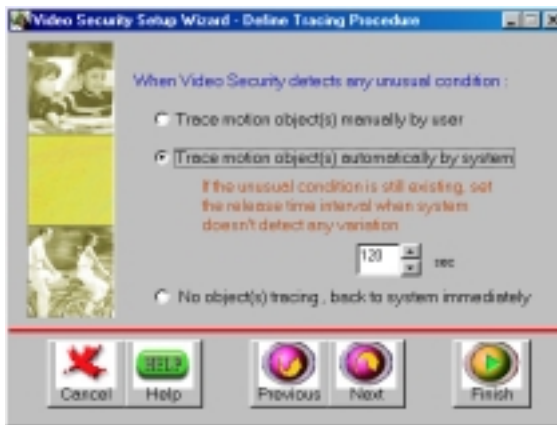 Video Security Setup Wizard - Define Tracing Procedure
When Video Security detects any unusual condition :
Trace motion object(s) manually by user
Trace motion object(s) automatically by system
If the unusual condition is still existing, set
the release time interval when system
doesn't detect any variation
120 sec
No object(s) tracing , back to system immediately
HELP
Cancel Help Previous Next Finish